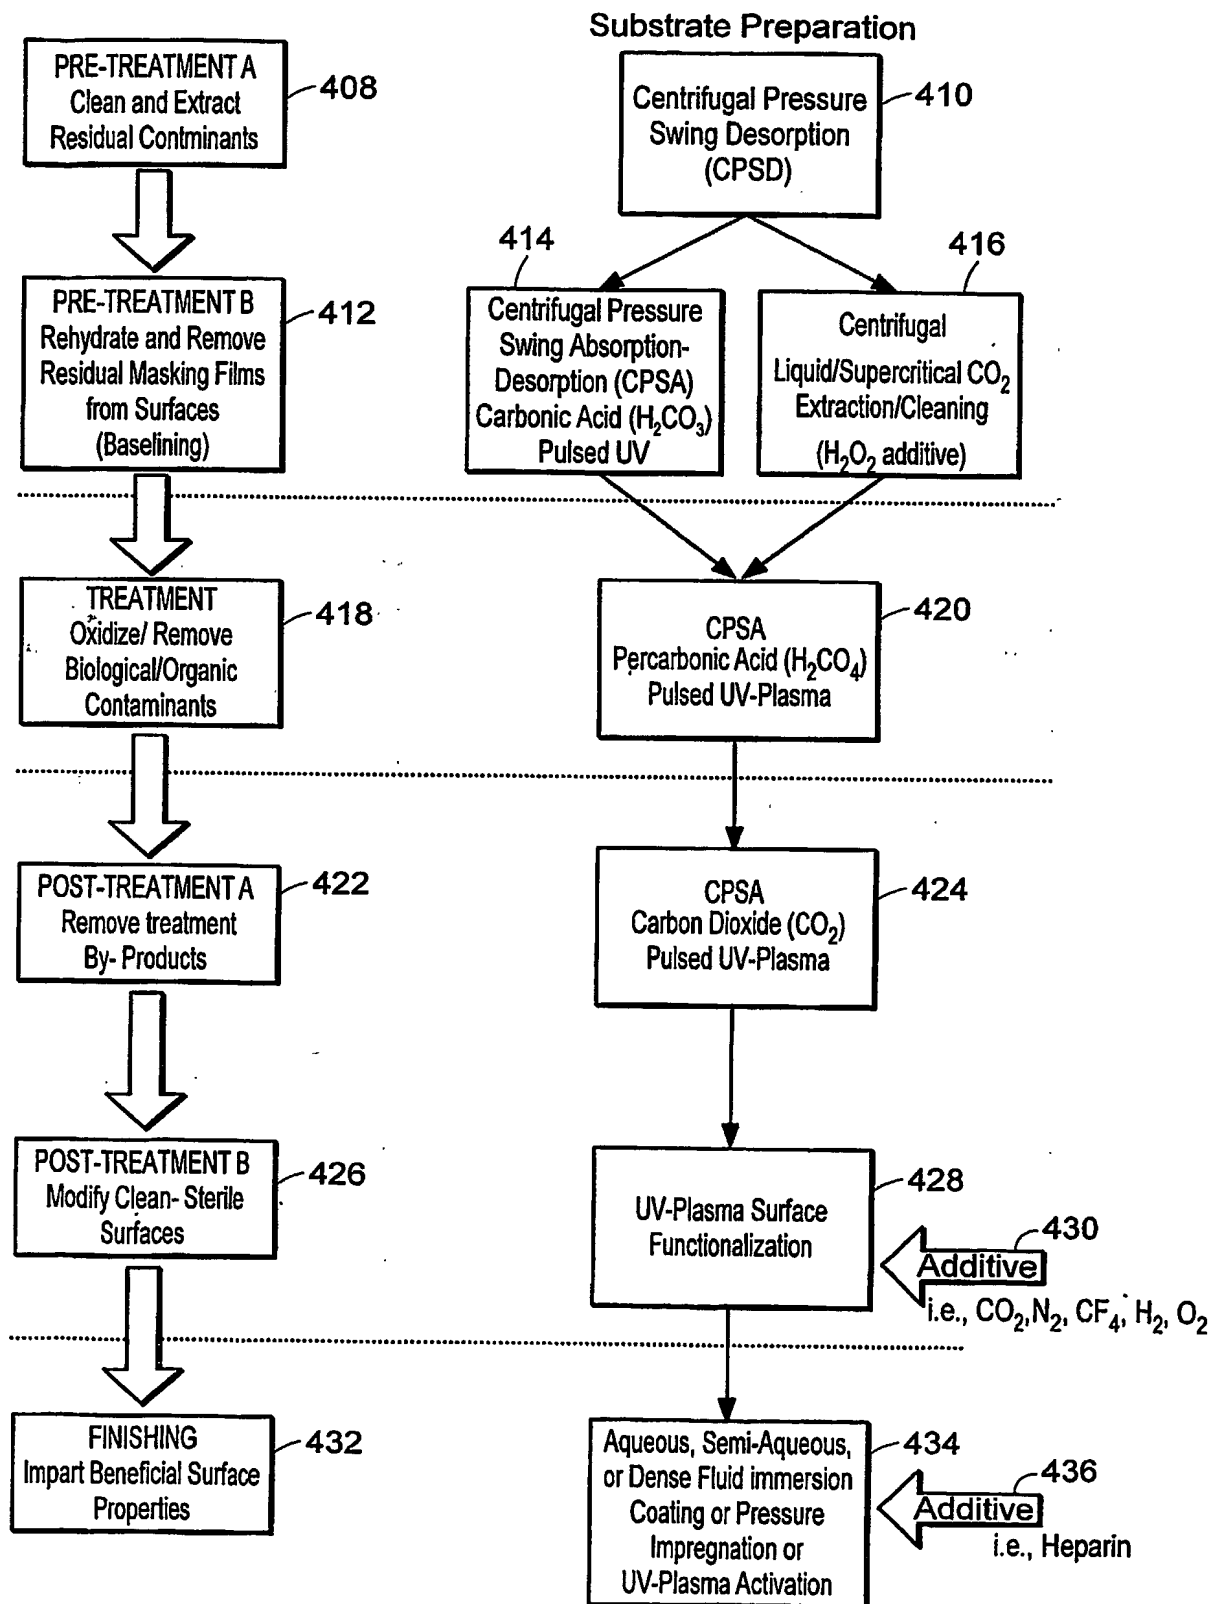 Substrate Preparation
PRE-TREATMENT A
Clean and Extract
Residual Contminants
408
Centrifugal Pressure
Swing Desorption
(CPSD)
410
PRE-TREATMENT B
Rehydrate and Remove
Residual Masking Films
from Surfaces
(Baselining)
412
414
Centrifugal Pressure
Swing Absorption-
Desorption (CPSA)
Carbonic Acid (H₂CO₃)
Pulsed UV
416
Centrifugal
Liquid/Supercritical CO₂
Extraction/Cleaning
(H₂O₂ additive)
TREATMENT
Oxidize/ Remove
Biological/Organic
Contaminants
418
CPSA
Percarbonic Acid (H₂CO₄)
Pulsed UV-Plasma
420
POST-TREATMENT A
Remove treatment
By- Products
422
CPSA
Carbon Dioxide (CO₂)
Pulsed UV-Plasma
424
POST-TREATMENT B
Modify Clean- Sterile
Surfaces
426
UV-Plasma Surface
Functionalization
428
430
Additive
i.e., CO₂,N₂, CF₄, H₂, O₂
FINISHING
Impart Beneficial Surface
Properties
432
Aqueous, Semi-Aqueous,
or Dense Fluid immersion
Coating or Pressure
Impregnation or
UV-Plasma Activation
434
436
Additive
i.e., Heparin